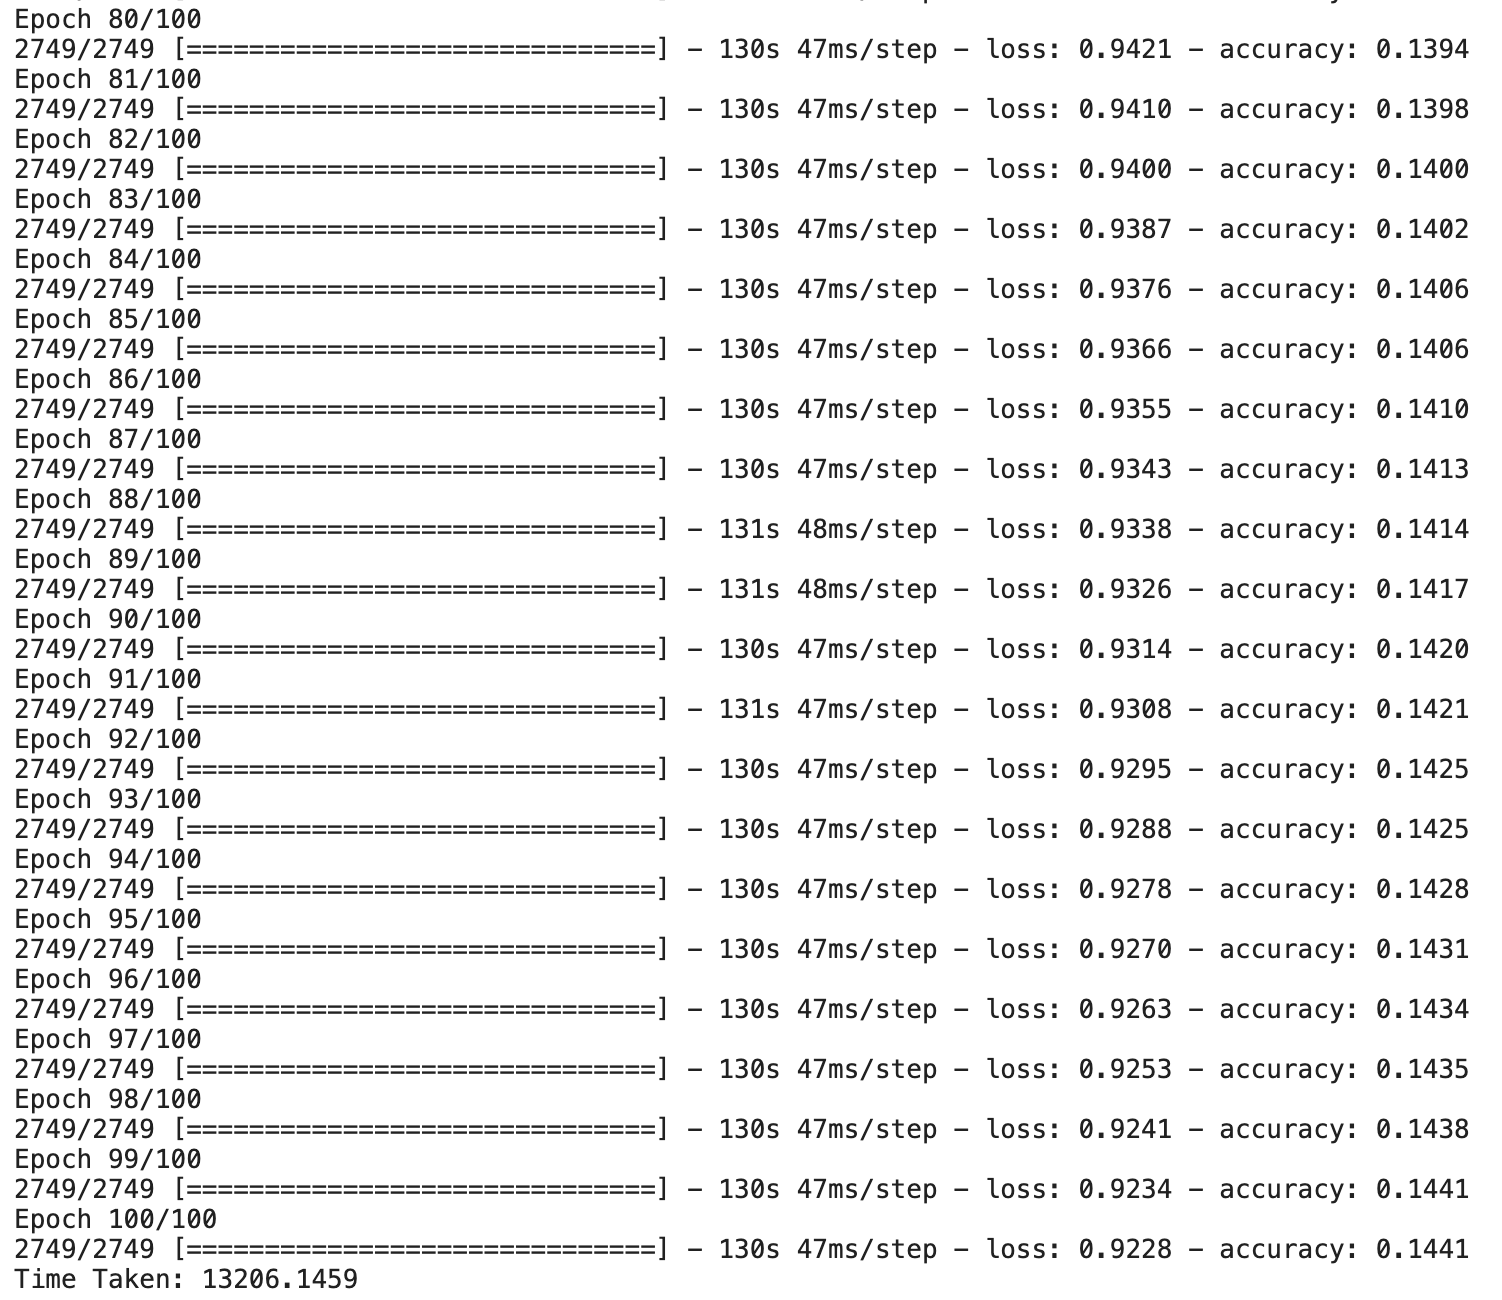 Epoch 80/100
2749/2749 [==============================] - 130s 47ms/step - loss: 0.9421 - accuracy: 0.1394
Epoch 81/100
2749/2749 [==============================] - 130s 47ms/step - loss: 0.9410 - accuracy: 0.1398
Epoch 82/100
2749/2749 [==============================] - 130s 47ms/step - loss: 0.9400 - accuracy: 0.1400
Epoch 83/100
2749/2749 [==============================] - 130s 47ms/step - loss: 0.9387 - accuracy: 0.1402
Epoch 84/100
2749/2749 [==============================] - 130s 47ms/step - loss: 0.9376 - accuracy: 0.1406
Epoch 85/100
2749/2749 [==============================] - 130s 47ms/step - loss: 0.9366 - accuracy: 0.1406
Epoch 86/100
2749/2749 [==============================] - 130s 47ms/step - loss: 0.9355 - accuracy: 0.1410
Epoch 87/100
2749/2749 [==============================] - 130s 47ms/step - loss: 0.9343 - accuracy: 0.1413
Epoch 88/100
2749/2749 [==============================] - 131s 48ms/step - loss: 0.9338 - accuracy: 0.1414
Epoch 89/100
2749/2749 [==============================] - 131s 48ms/step - loss: 0.9326 - accuracy: 0.1417
Epoch 90/100
2749/2749 [==============================] - 130s 47ms/step - loss: 0.9314 - accuracy: 0.1420
Epoch 91/100
2749/2749 [==============================] - 131s 47ms/step - loss: 0.9308 - accuracy: 0.1421
Epoch 92/100
2749/2749 [==============================] - 130s 47ms/step - loss: 0.9295 - accuracy: 0.1425
Epoch 93/100
2749/2749 [==============================] - 130s 47ms/step - loss: 0.9288 - accuracy: 0.1425
Epoch 94/100
2749/2749 [==============================] - 130s 47ms/step - loss: 0.9278 - accuracy: 0.1428
Epoch 95/100
2749/2749 [==============================] - 130s 47ms/step - loss: 0.9270 - accuracy: 0.1431
Epoch 96/100
2749/2749 [==============================] - 130s 47ms/step - loss: 0.9263 - accuracy: 0.1434
Epoch 97/100
2749/2749 [==============================] - 130s 47ms/step - loss: 0.9253 - accuracy: 0.1435
Epoch 98/100
2749/2749 [==============================] - 130s 47ms/step - loss: 0.9241 - accuracy: 0.1438
Epoch 99/100
2749/2749 [==============================] - 130s 47ms/step - loss: 0.9234 - accuracy: 0.1441
Epoch 100/100
2749/2749 [==============================] - 130s 47ms/step - loss: 0.9228 - accuracy: 0.1441
Time Taken: 13206.1459